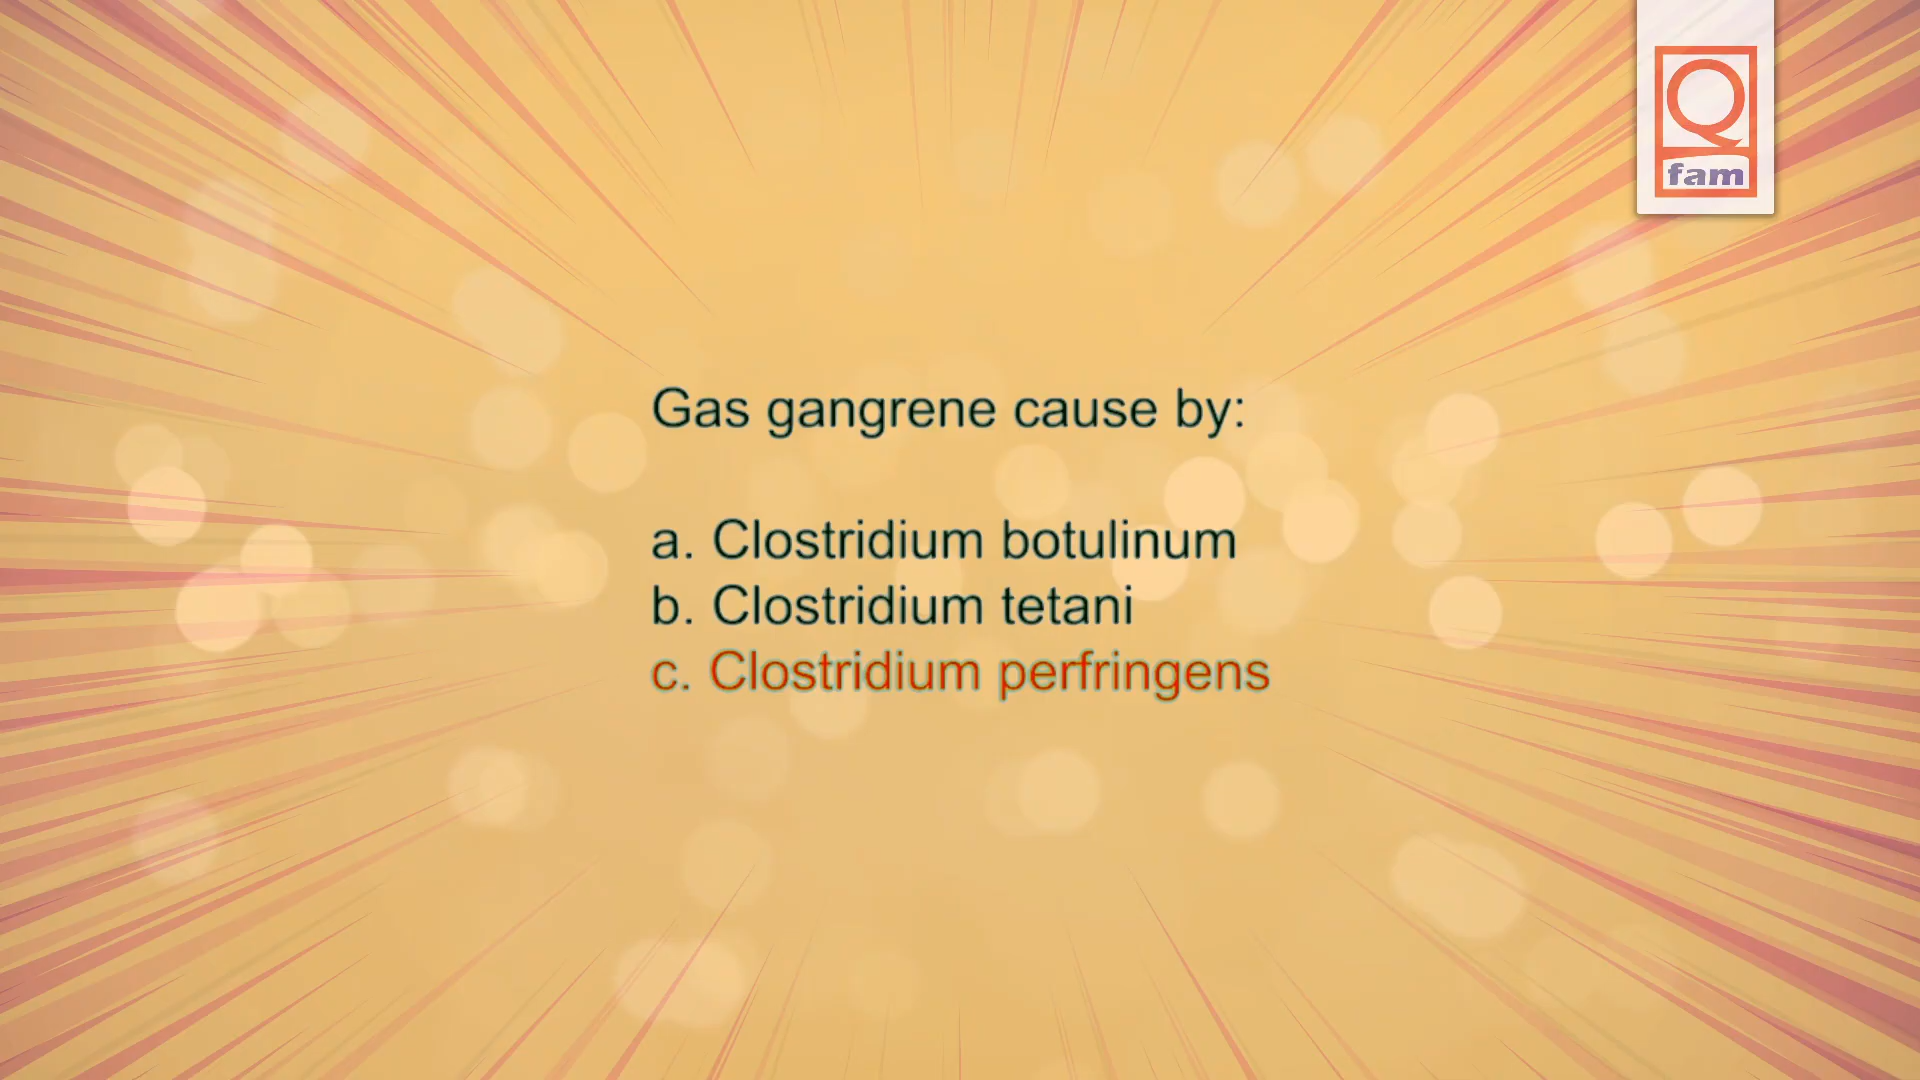 Q
fam
Gas gangrene cause by:
a. Clostridium botulinum
b. Clostridium tetani
c. Clostridium perfringens